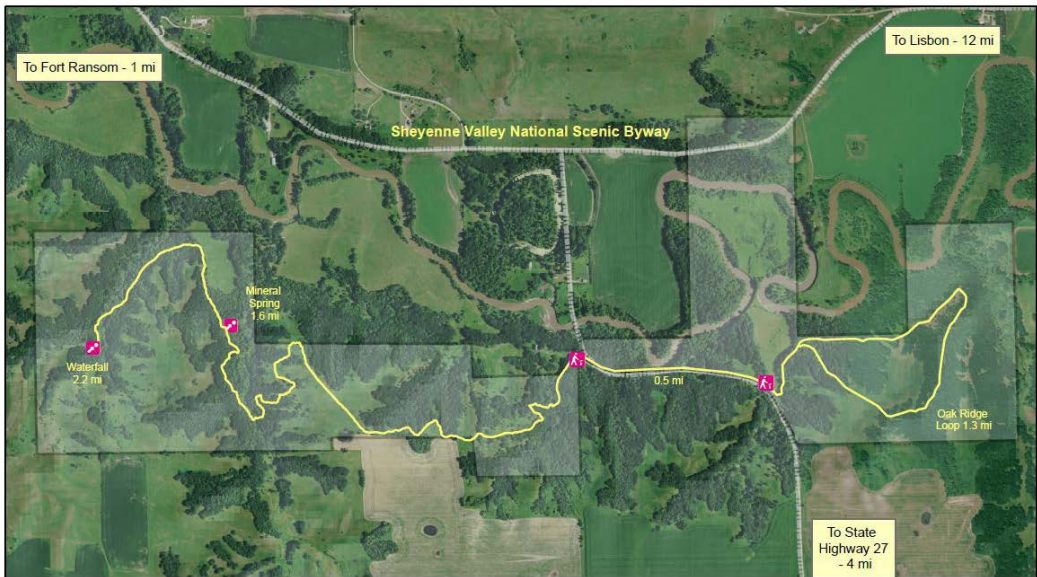 To Fort Ransom - 1 mi
To Lisbon - 12 mi
Sheyenne Valley National Scenic Byway
Mineral
Spring
1.6 mi
Waterfall
2.2 mi
0.5 mi
Oak Ridge
Loop 1.3 mi
To State
Highway 27
- 4 mi